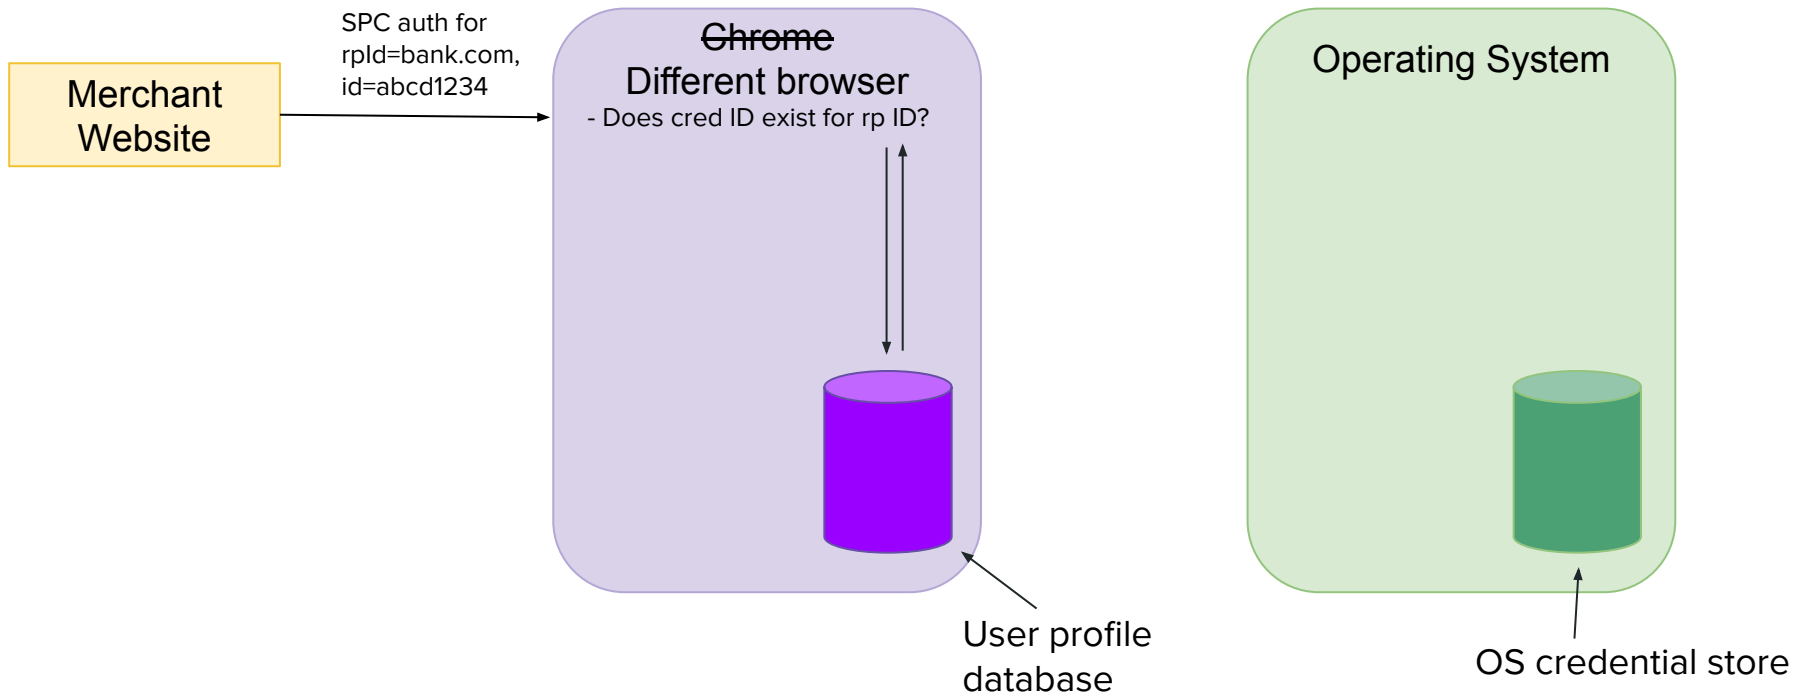 SPC auth for
rpId=bank.com,
id=abcd1234
Merchant
Website
Chrome
Different browser
- Does cred ID exist for rp ID?
Operating System
User profile
database
OS credential store